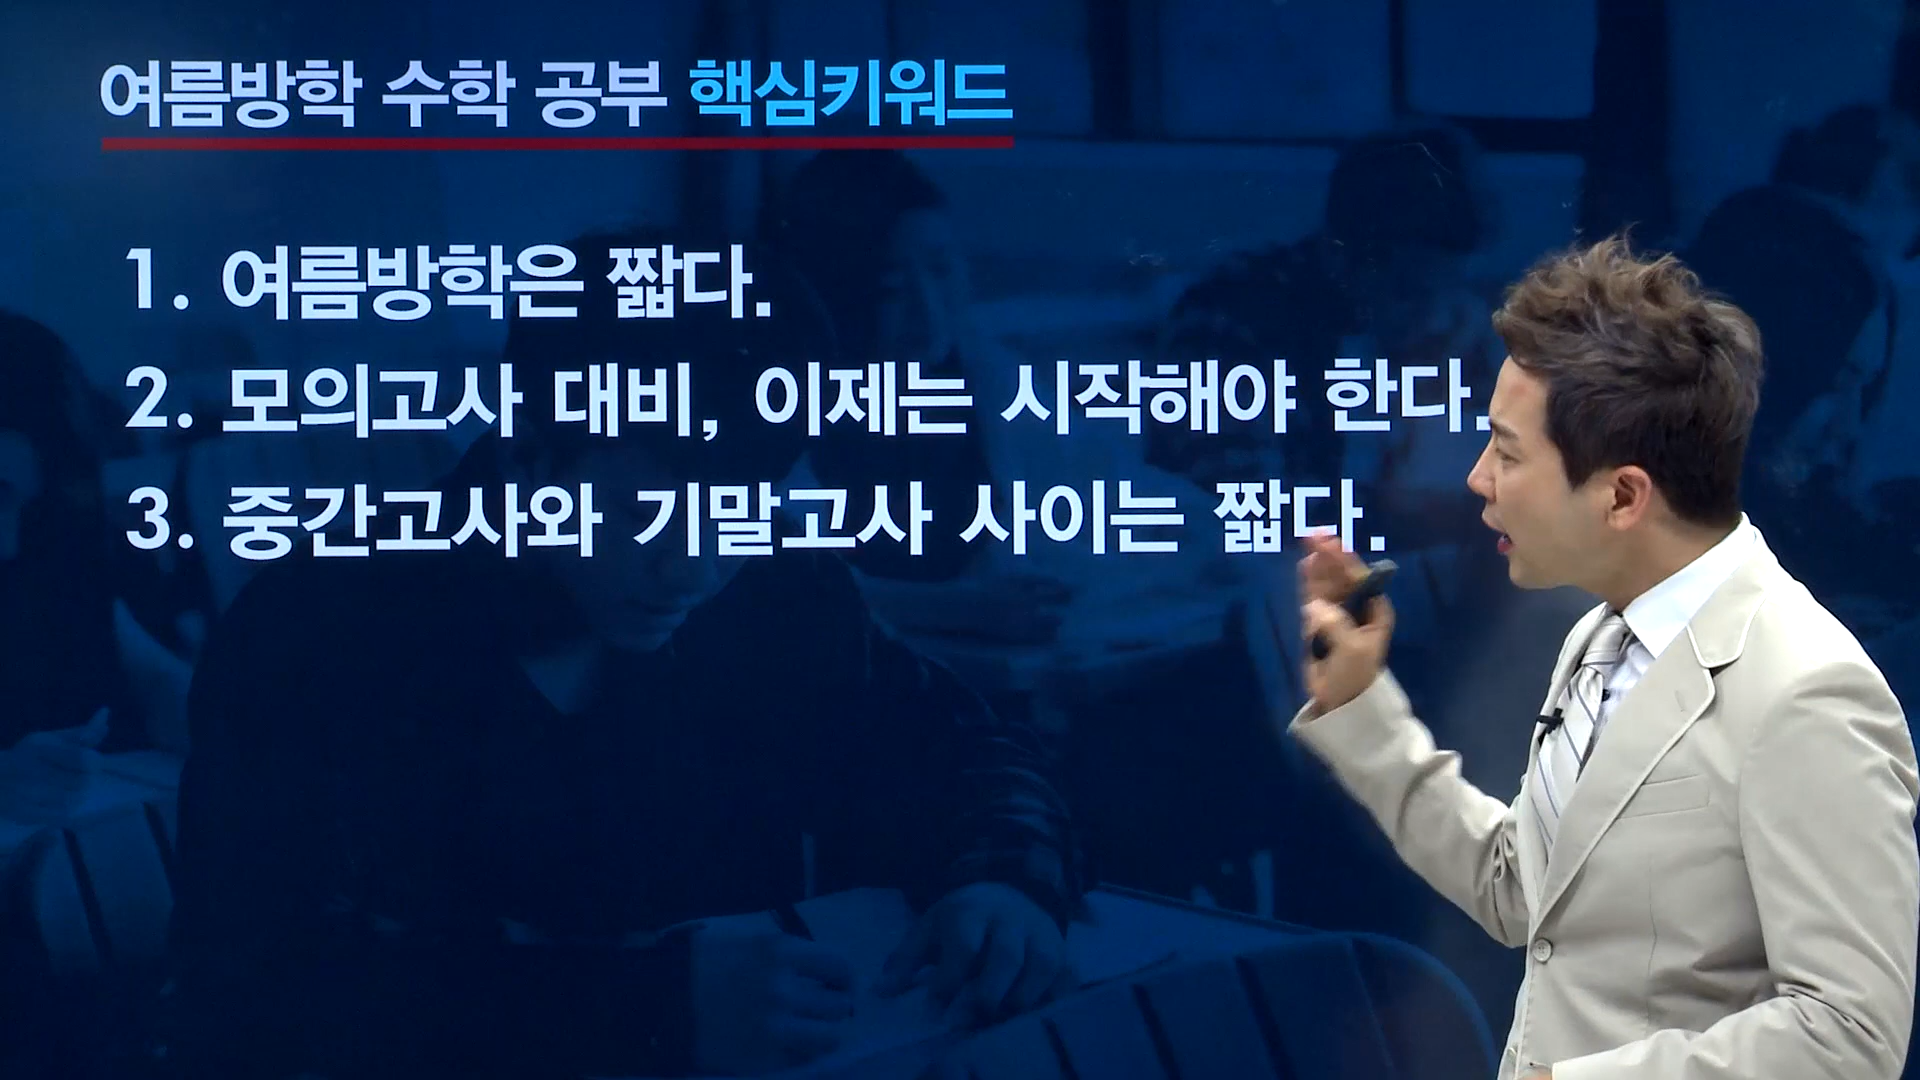 여름방학 수학 공부 핵심키워드
1. 여름방학은 짧다.
2. 모의고사 대비, 이제는 시작해야 한다.
3. 중간고사와 기말고사 사이는 짧다.